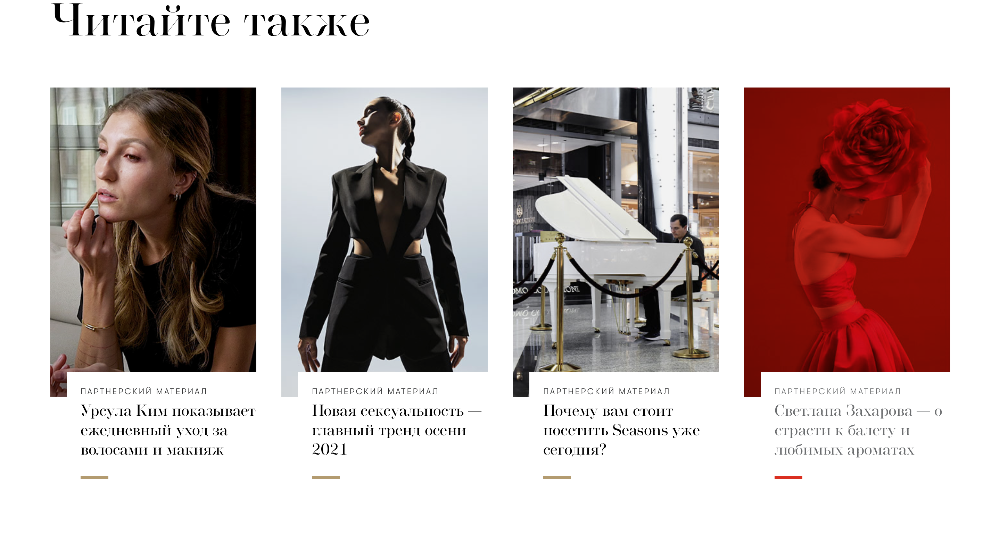 Читайте также
ПАРТНЕРСКИЙ МАТЕРИАЛ
Урсула Ким показывает
ежедневный уход за
волосами и макияж
ПАРТНЕРСКИЙ МАТЕРИАЛ
Новая сексуальность —
главный тренд осени
2021
ПАРТНЕРСКИЙ МАТЕРИАЛ
Почему вам стоит
посетить Seasons уже
сегодня?
ПАРТНЕРСКИЙ МАТЕРИАЛ
Светлана Захарова — о
страсти к балету и
любимых ароматах